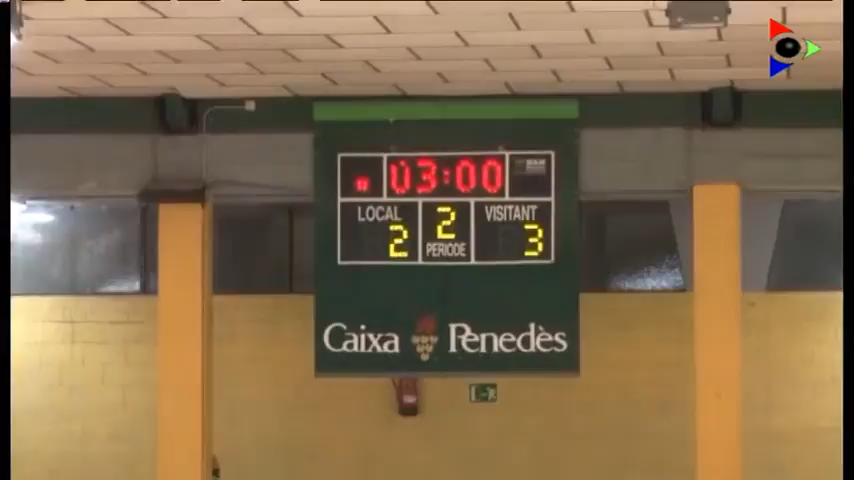 03:00
LOCAL 2 VISITANT
2 PERIODE 3
Caixa Penedès